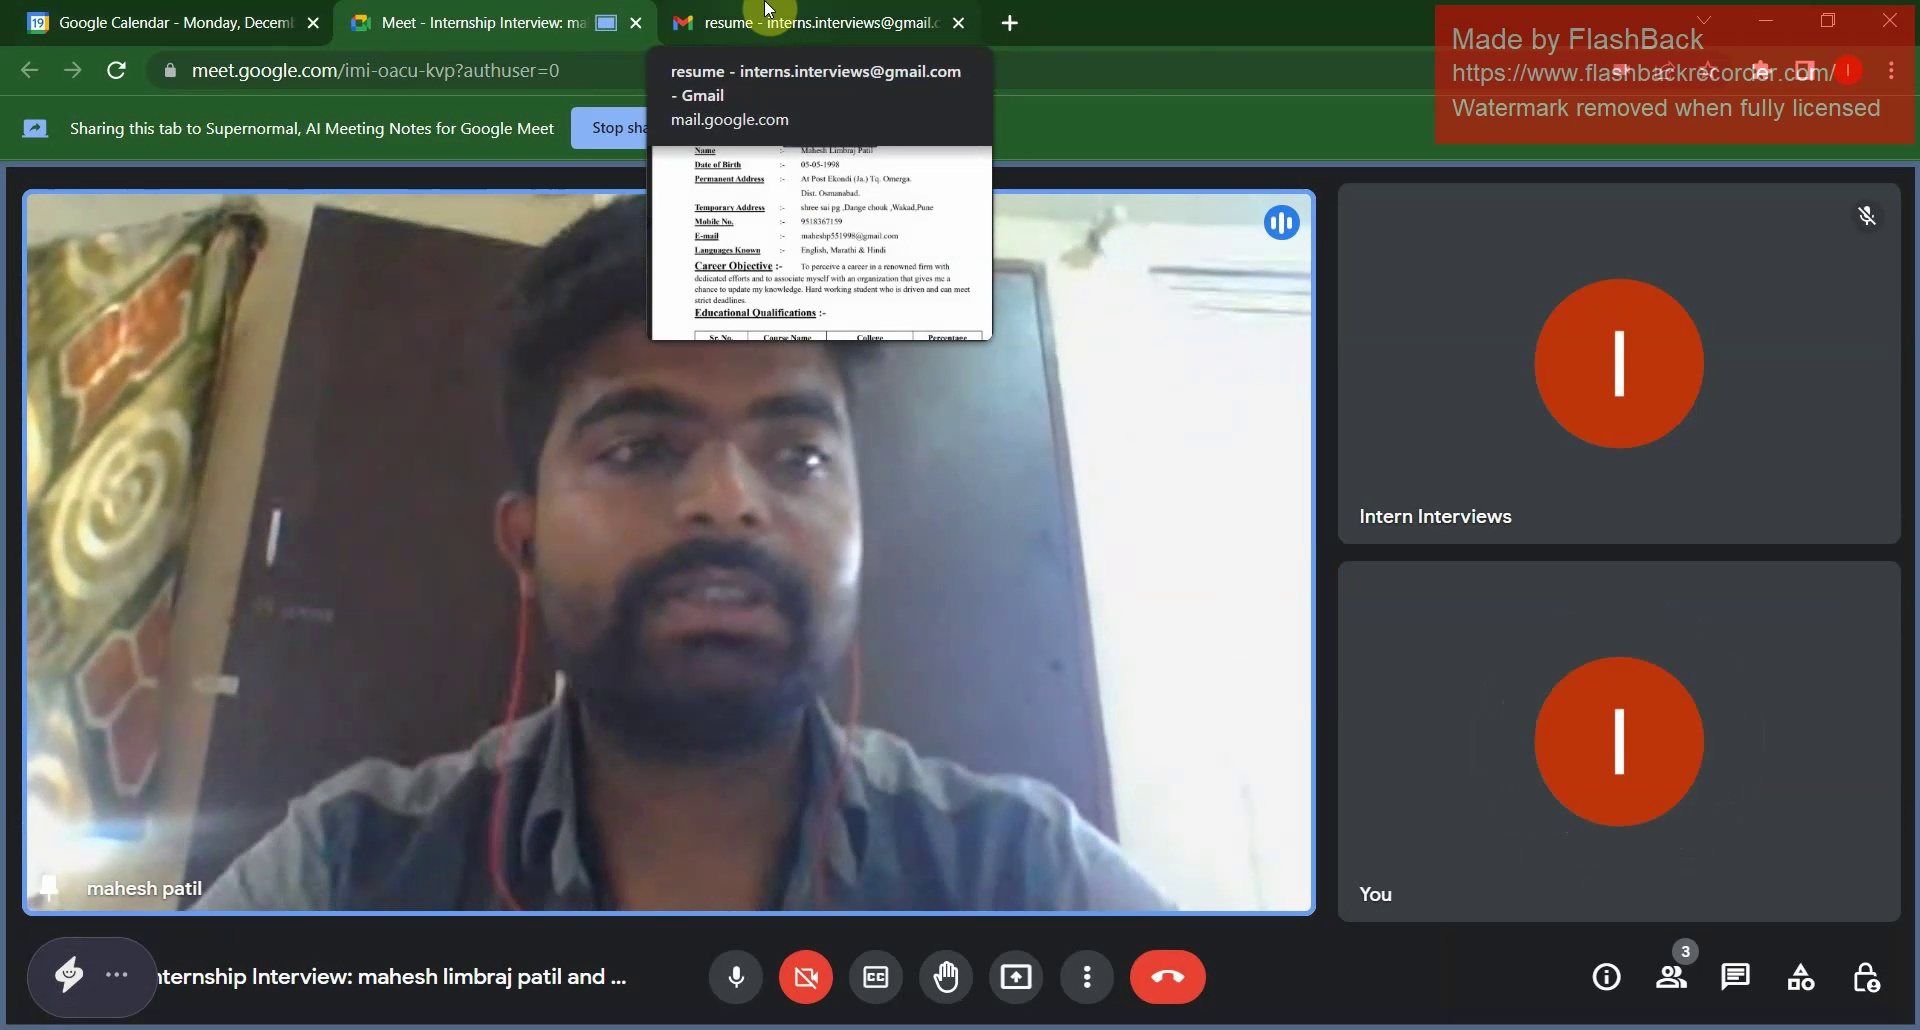 19 Google Calendar - Monday, Decem
Meet - Internship Interview: ma
resume - interns.interviews@gmail.c
meet.google.com/imi-oacu-kvp?authuser=0
Sharing this tab to Supernormal, AI Meeting Notes for Google Meet
Stop sha
Made by FlashBack
https://www.flashbackrecorder.com/
Watermark removed when fully licensed
resume - interns.interviews@gmail.com
- Gmail
mail.google.com
Name :- Mahesh Limbraj Patil
Date of Birth :- 05-05-1998
Permanent Address :- At Post Ekondi (Ja.) Tq. Omerga.
Dist. Osmanabad.
Temporary Address :- shree sai pg ,Dange chouk ,Wakad,Pune
Mobile No. :- 9518367159
E-mail :- maheshp551998@gmail.com
Languages Known :- English, Marathi & Hindi
Career Objective :- To perceive a career in a renowned firm with
dedicated efforts and to associate myself with an organization that gives me a
chance to update my knowledge. Hard working student who is driven and can meet
strict deadlines.
Educational Qualifications :-
Sr. No. Course Name College Percentage
I
Intern Interviews
I
You
mahesh patil
nternship Interview: mahesh limbraj patil and ...
CC
3